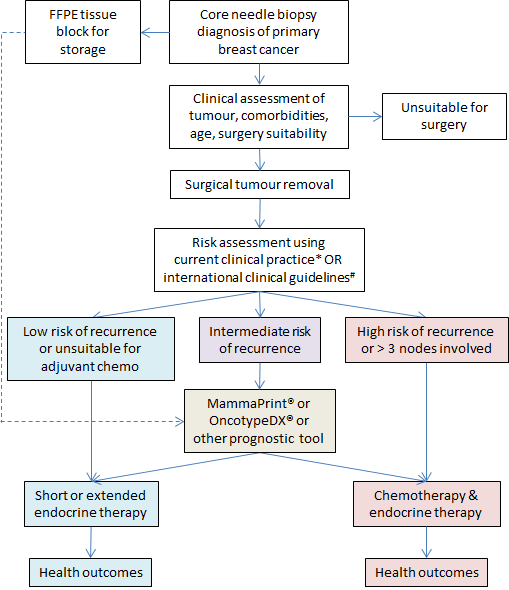 FFPE tissue
block for
storage
Core needle biopsy
diagnosis of primary
breast cancer
Clinical assessment of
tumour, comorbidities,
age, surgery suitability
Unsuitable for
surgery
Surgical tumour removal
Risk assessment using
current clinical practice* OR
international clinical guidelines#
Low risk of recurrence
or unsuitable for
adjuvant chemo
Intermediate risk
of recurrence
High risk of recurrence
or > 3 nodes involved
MammaPrint® or
OncotypeDX® or
other prognostic tool
Short or extended
endocrine therapy
Chemotherapy &
endocrine therapy
Health outcomes
Health outcomes